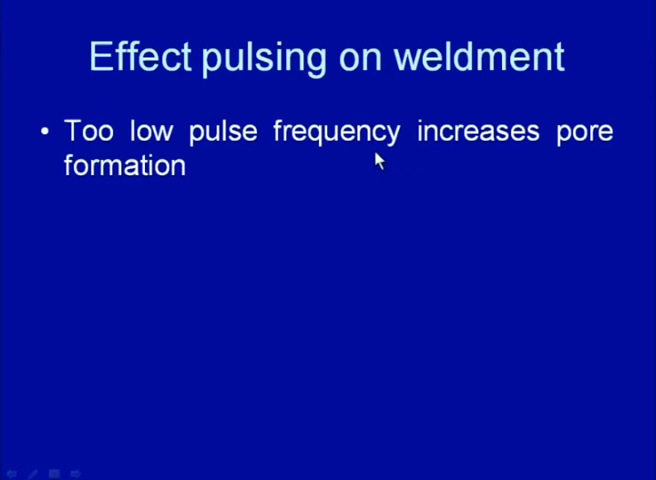 Effect pulsing on weldment
• Too low pulse frequency increases pore
formation